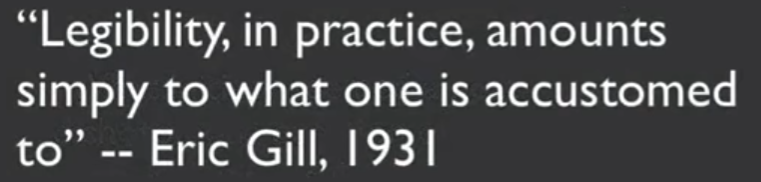 “Legibility, in practice, amounts
simply to what one is accustomed
to” -- Eric Gill, 1931